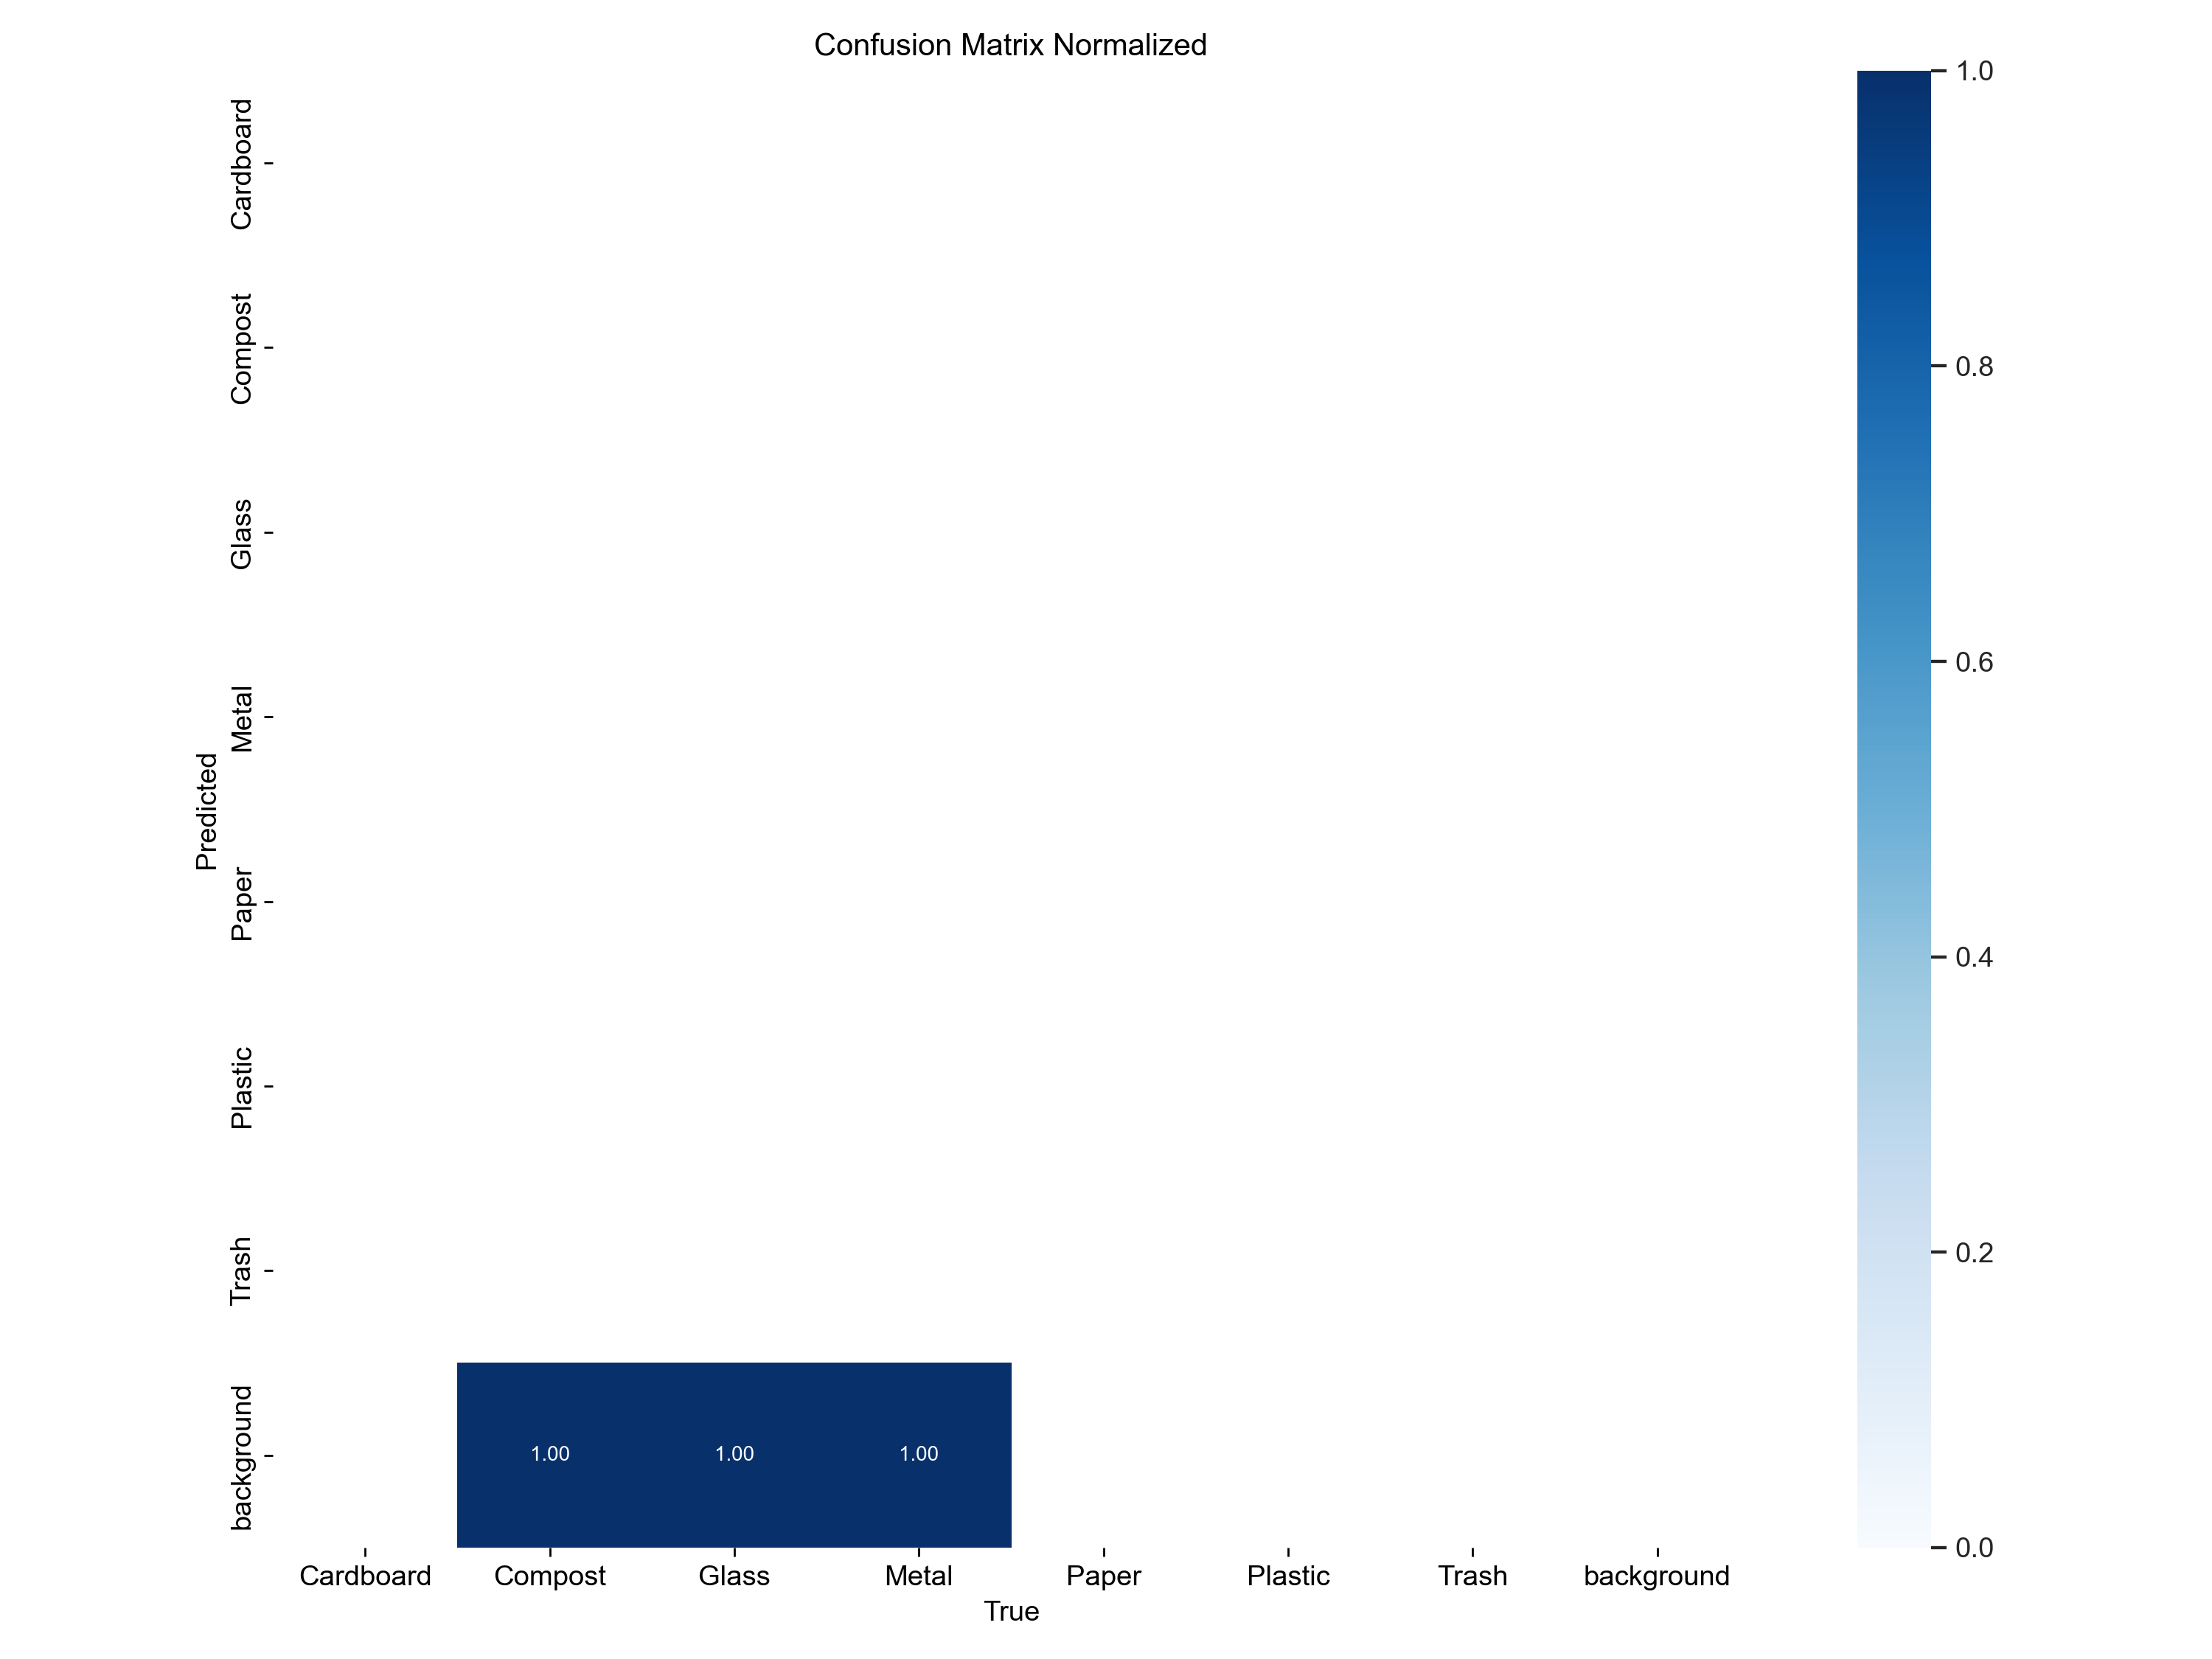 Confusion Matrix Normalized
Cardboard
Compost
Glass
Metal
Paper
Plastic
Trash
background
Predicted
1.00 1.00 1.00
Cardboard Compost Glass Metal Paper Plastic Trash background
True
1.0
0.8
0.6
0.4
0.2
0.0